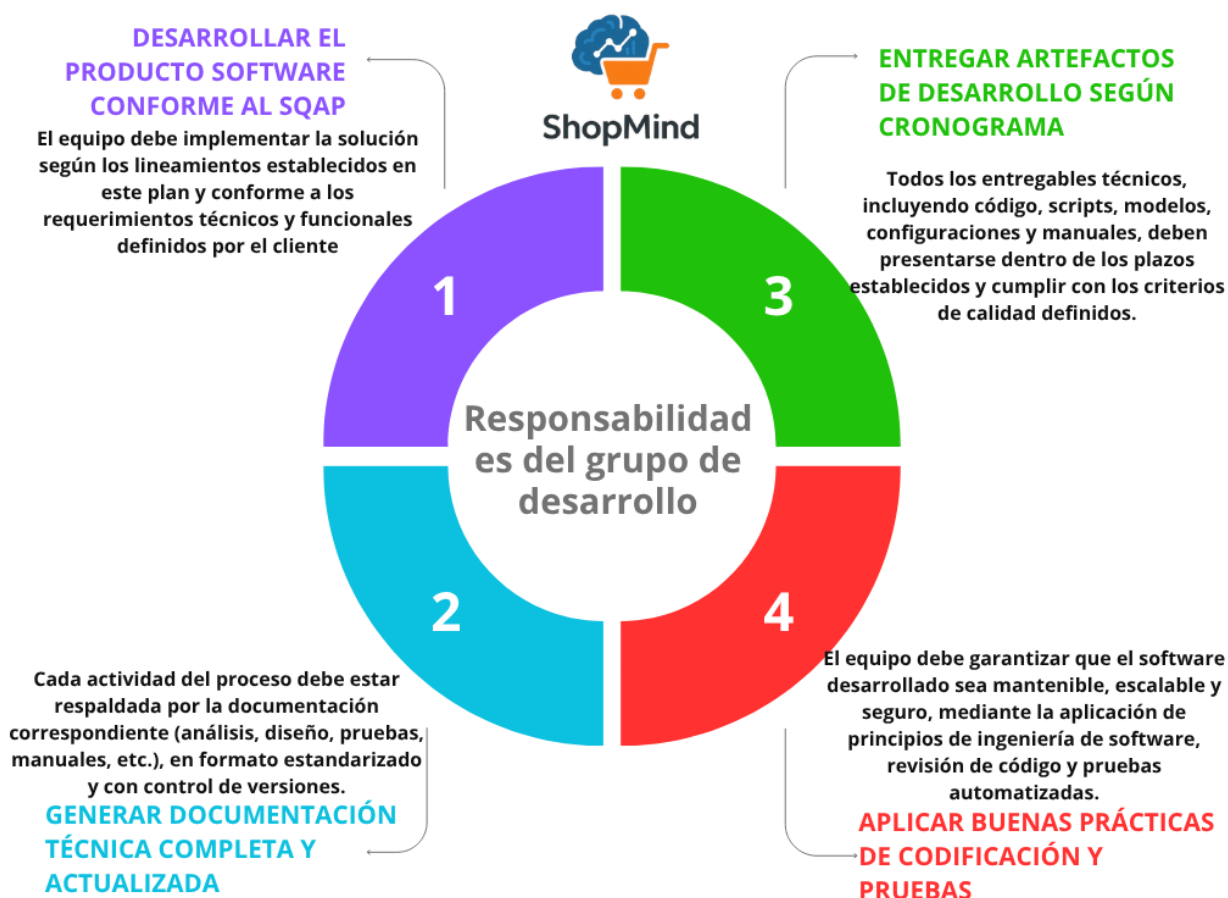 ShopMind
DESARROLLAR EL
PRODUCTO SOFTWARE
CONFORME AL SQAP
El equipo debe implementar la solución
según los lineamientos establecidos en
este plan y conforme a los
requerimientos técnicos y funcionales
definidos por el cliente
1
ENTREGAR ARTEFACTOS
DE DESARROLLO SEGÚN
CRONOGRAMA
Todos los entregables técnicos,
incluyendo código, scripts, modelos,
configuraciones y manuales, deben
presentarse dentro de los plazos
establecidos y cumplir con los criterios
de calidad definidos.
3
Responsabilidad
es del grupo de
desarrollo
2
Cada actividad del proceso debe estar
respaldada por la documentación
correspondiente (análisis, diseño, pruebas,
manuales, etc.), en formato estandarizado
y con control de versiones.
GENERAR DOCUMENTACIÓN
TÉCNICA COMPLETA Y
ACTUALIZADA
4
El equipo debe garantizar que el software
desarrollado sea mantenible, escalable y
seguro, mediante la aplicación de
principios de ingeniería de software,
revisión de código y pruebas
automatizadas.
APLICAR BUENAS PRÁCTICAS
DE CODIFICACIÓN Y
PRUEBAS